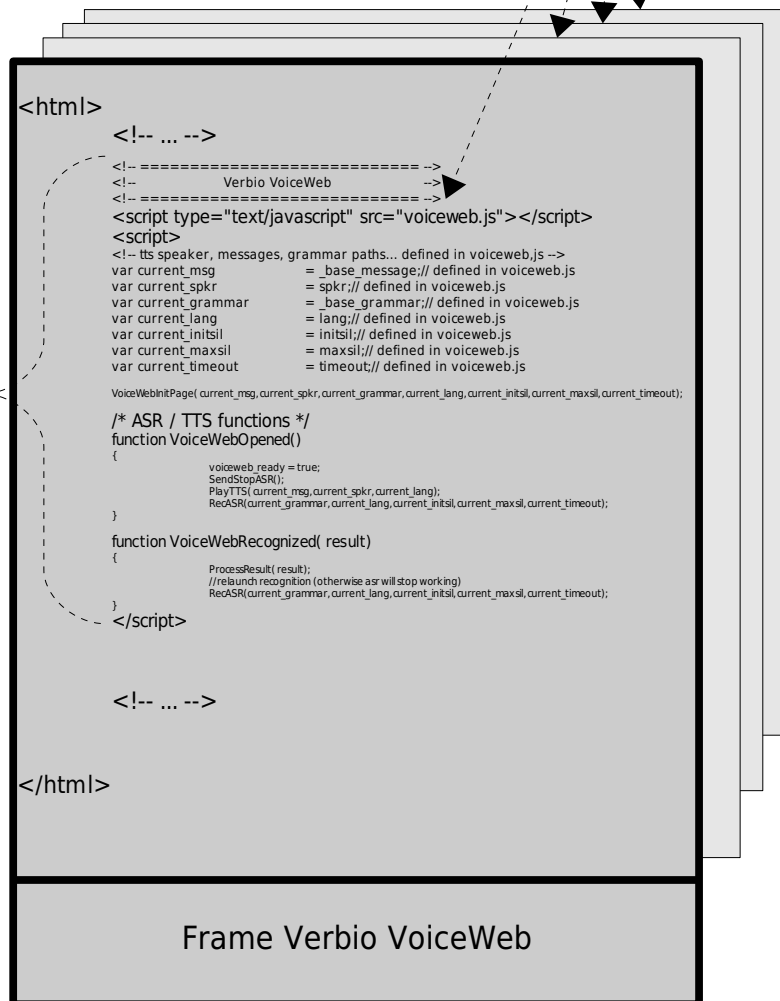 <html>
<!-- ... -->
<!-- ============================ -->
<!-- Verbio VoiceWeb -->
<!-- ============================ -->
<script type="text/javascript" src="voiceweb.js"></script>
<script>
<!-- tts speaker, messages, grammar paths... defined in voiceweb,js -->
var current_msg = _base_message;// defined in voiceweb.js
var current_spkr = spkr;// defined in voiceweb.js
var current_grammar = _base_grammar;// defined in voiceweb.js
var current_lang = lang;// defined in voiceweb.js
var current_initsil = initsil;// defined in voiceweb.js
var current_maxsil = maxsil;// defined in voiceweb.js
var current_timeout = timeout;// defined in voiceweb.js
VoiceWebInitPage( current_msg,current_spkr,current_grammar,current_lang,current_initsil,current_maxsil,current_timeout);
/* ASR / TTS functions */
function VoiceWebOpened()
{
voiceweb_ready = true;
SendStopASR();
PlayTTS( current_msg,current_spkr,current_lang);
RecASR(current_grammar,current_lang,current_initsil,current_maxsil,current_timeout);
}
function VoiceWebRecognized( result)
{
ProcessResult( result);
//relaunch recognition (otherwise asr will stop working)
RecASR(current_grammar,current_lang,current_initsil,current_maxsil,current_timeout);
}
</script>
<!-- ... -->
</html>
Frame Verbio VoiceWeb